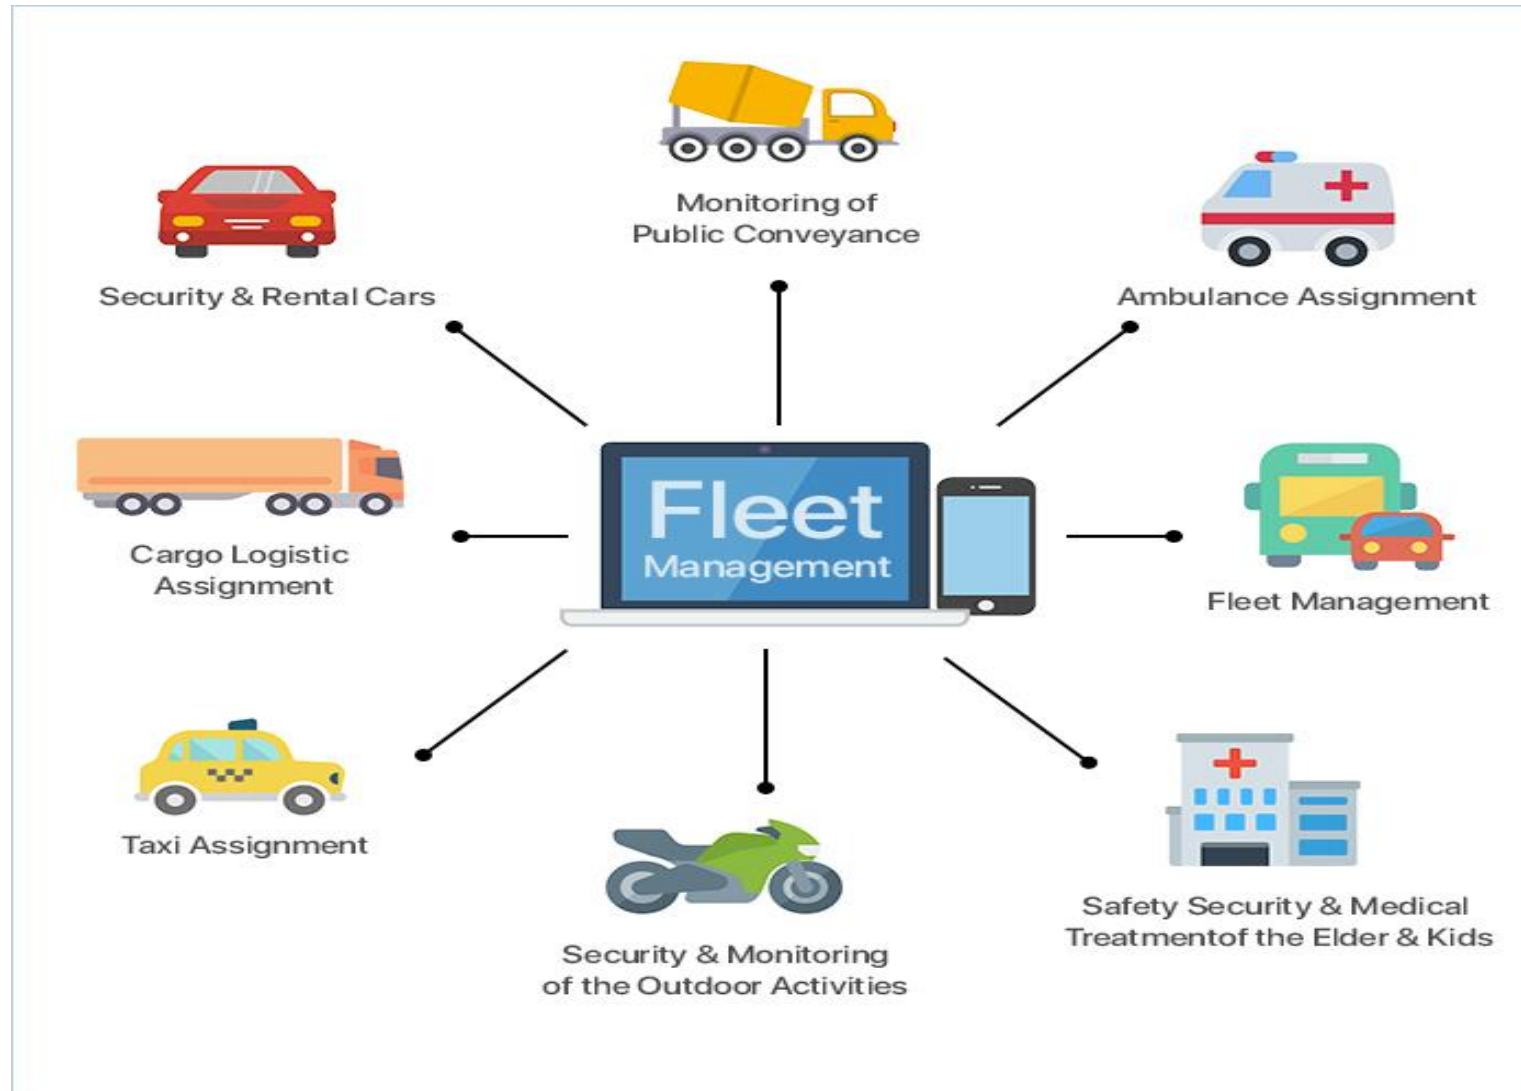 Monitoring of
Public Conveyance
Security & Rental Cars
Ambulance Assignment
Fleet
Management
Cargo Logistic
Assignment
Fleet Management
Taxi Assignment
Safety Security & Medical
Treatmentof the Elder & Kids
Security & Monitoring
of the Outdoor Activities